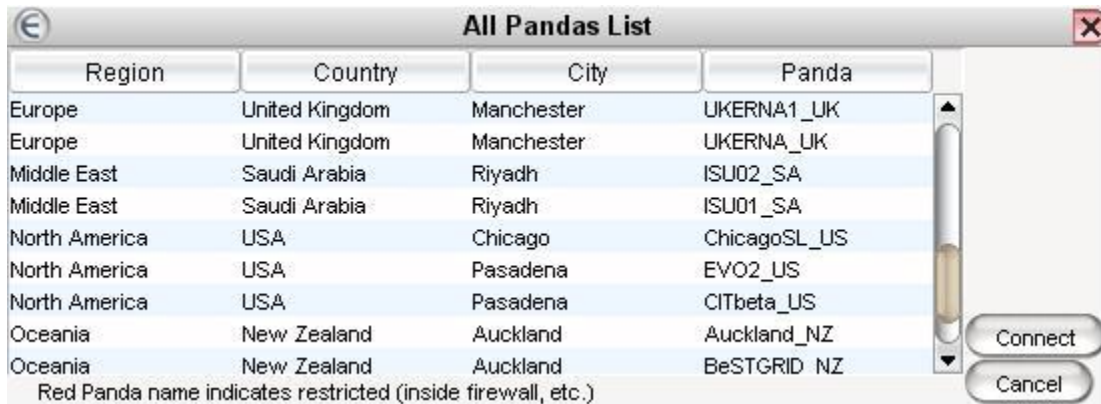 All Pandas List
Region Country City Panda
Europe United Kingdom Manchester UKERNA1_UK
Europe United Kingdom Manchester UKERNA_UK
Middle East Saudi Arabia Riyadh ISU02_SA
Middle East Saudi Arabia Riyadh ISU01_SA
North America USA Chicago ChicagoSL_US
North America USA Pasadena EVO2_US
North America USA Pasadena CITbeta_US
Oceania New Zealand Auckland Auckland_NZ
Oceania New Zealand Auckland BeSTGRID_NZ
Connect
Cancel
Red Panda name indicates restricted (inside firewall, etc.)